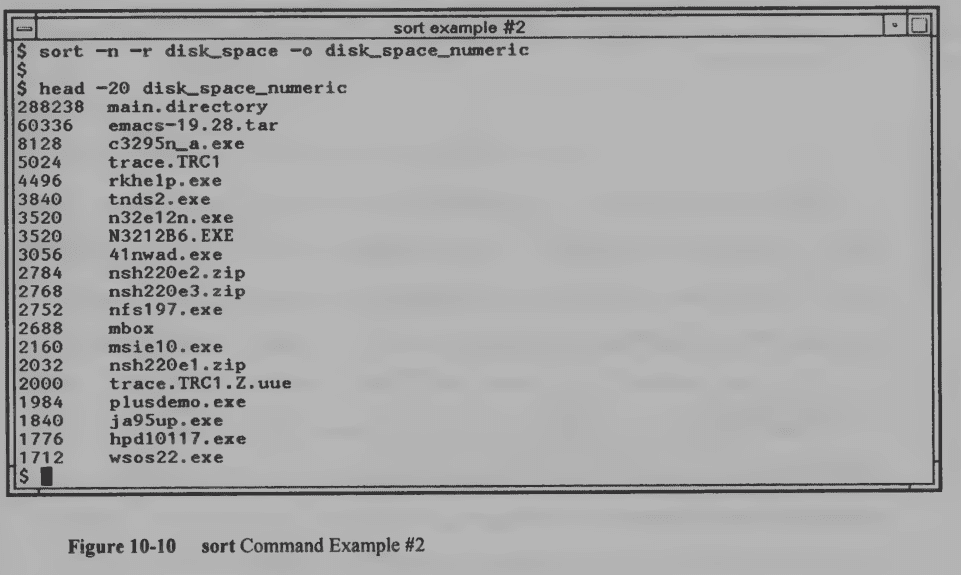 sort example #2
$ sort -n -r disk_space -o disk_space_numeric
$
$ head -20 disk_space_numeric
288238 main.directory
60336 emacs-19.28.tar
8128 c3295n_a.exe
5024 trace.TRC1
4496 rkhelp.exe
3840 tnds2.exe
3520 n32e12n.exe
3520 N3212B6.EXE
3056 41nwad.exe
2784 nsh220e2.zip
2768 nsh220e3.zip
2752 nfs197.exe
2688 mbox
2160 msie10.exe
2032 nsh220e1.zip
2000 trace.TRC1.Z.uue
1984 plusdemo.exe
1840 ja95up.exe
1776 hpd10117.exe
1712 wsos22.exe
$
Figure 10-10 sort Command Example #2